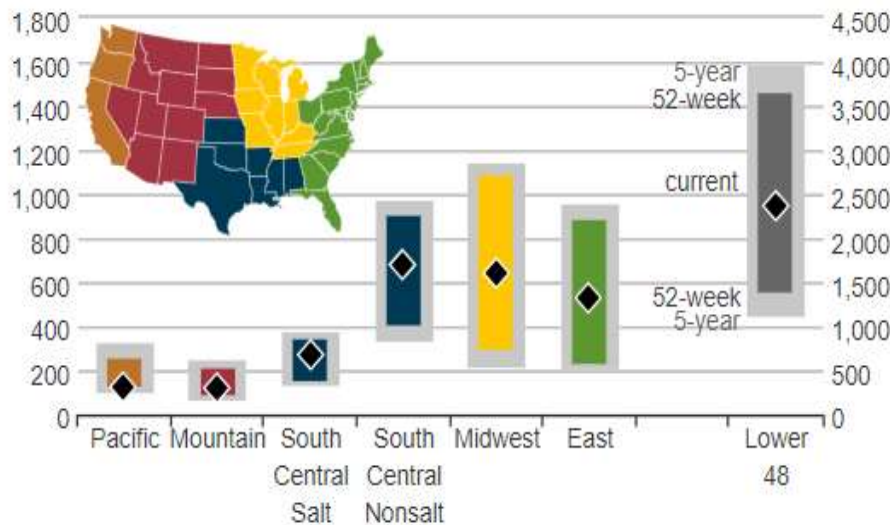 1,800
1,600
1,400
1,200
1,000
800
600
400
200
0
4,500
4,000
3,500
3,000
2,500
2,000
1,500
1,000
500
0
5-year
52-week
current
52-week
5-year
Pacific
Mountain
South
Central
Salt
South
Central
Nonsalt
Midwest
East
Lower
48